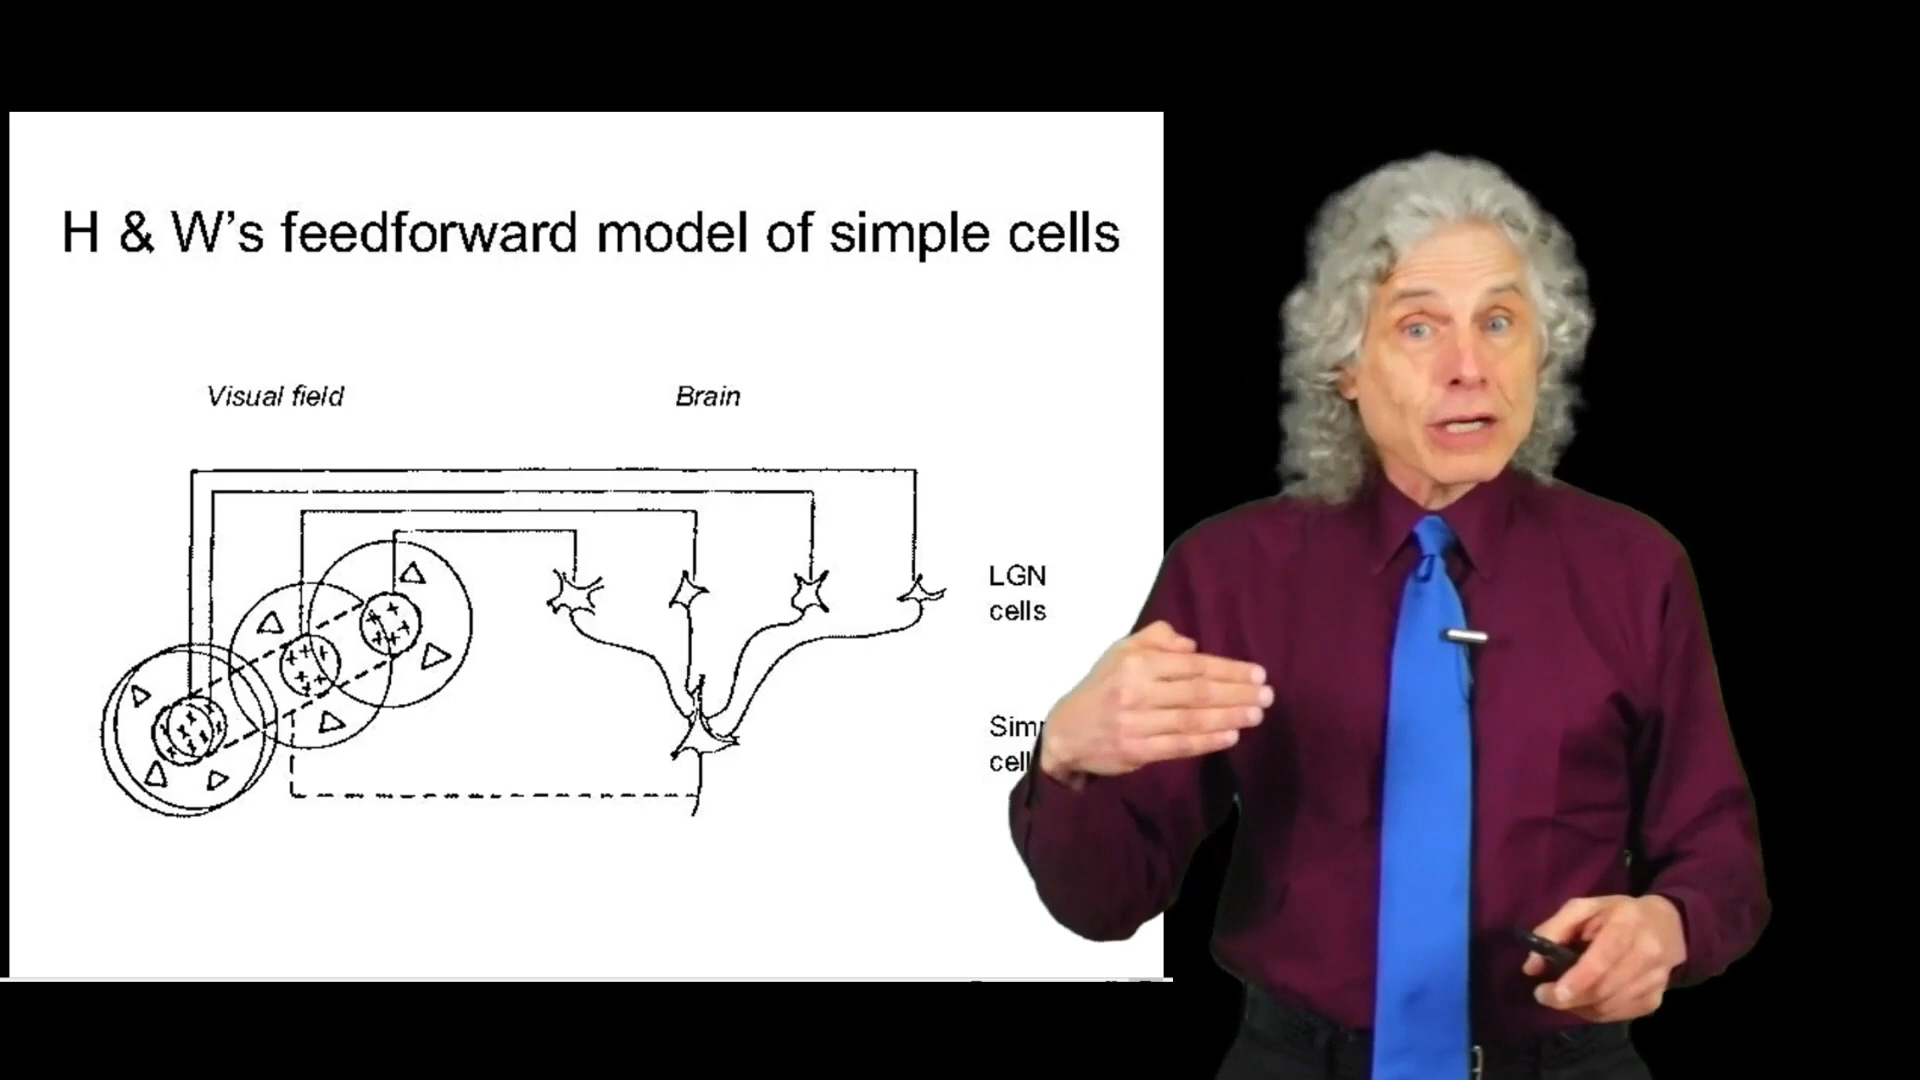 H & W's feedforward model of simple cells
Visual field
Brain
LGN
cells